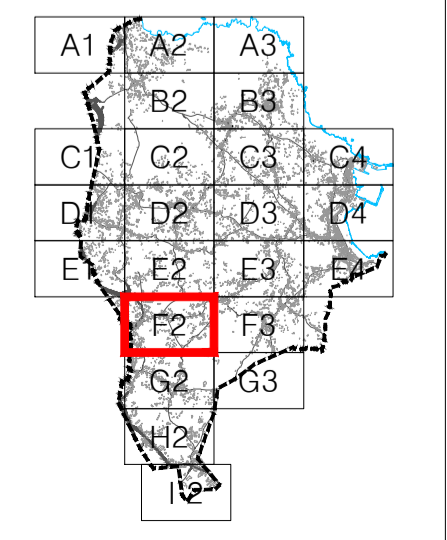 A1 A2 A3
B2 B3
C1 C2 C3 C4
D1 D2 D3 D4
E1 E2 E3 E4
F2 F3
G2 G3
H2
I 2